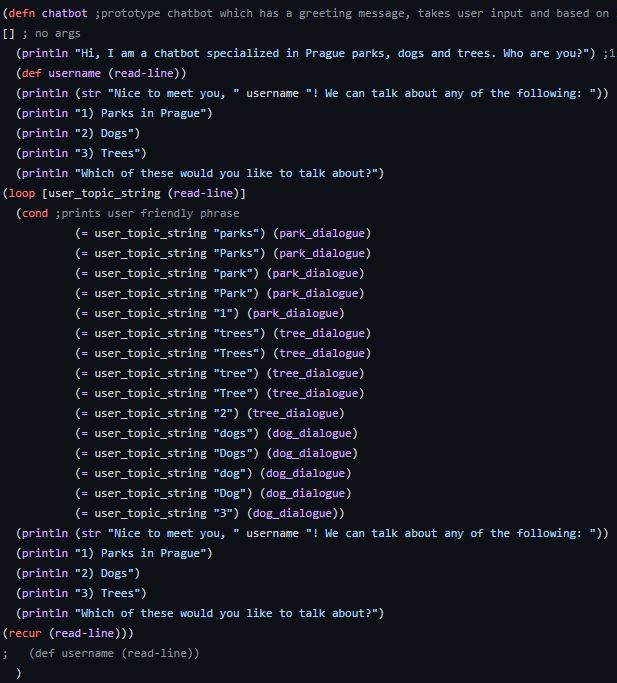 (defn chatbot ;prototype chatbot which has a greeting message, takes user input and based on
[] ; no args
  (println "Hi, I am a chatbot specialized in Prague parks, dogs and trees. Who are you?") ;1
  (def username (read-line))
  (println (str "Nice to meet you, " username "! We can talk about any of the following: "))
  (println "1) Parks in Prague")
  (println "2) Dogs")
  (println "3) Trees")
  (println "Which of these would you like to talk about?")
(loop [user_topic_string (read-line)]
  (cond ;prints user friendly phrase
           (= user_topic_string "parks") (park_dialogue)
           (= user_topic_string "Parks") (park_dialogue)
           (= user_topic_string "park") (park_dialogue)
           (= user_topic_string "Park") (park_dialogue)
           (= user_topic_string "1") (park_dialogue)
           (= user_topic_string "trees") (tree_dialogue)
           (= user_topic_string "Trees") (tree_dialogue)
           (= user_topic_string "tree") (tree_dialogue)
           (= user_topic_string "Tree") (tree_dialogue)
           (= user_topic_string "2") (tree_dialogue)
           (= user_topic_string "dogs") (dog_dialogue)
           (= user_topic_string "Dogs") (dog_dialogue)
           (= user_topic_string "dog") (dog_dialogue)
           (= user_topic_string "Dog") (dog_dialogue)
           (= user_topic_string "3") (dog_dialogue))
  (println (str "Nice to meet you, " username "! We can talk about any of the following: "))
  (println "1) Parks in Prague")
  (println "2) Dogs")
  (println "3) Trees")
  (println "Which of these would you like to talk about?")
(recur (read-line)))
;   (def username (read-line))
  )